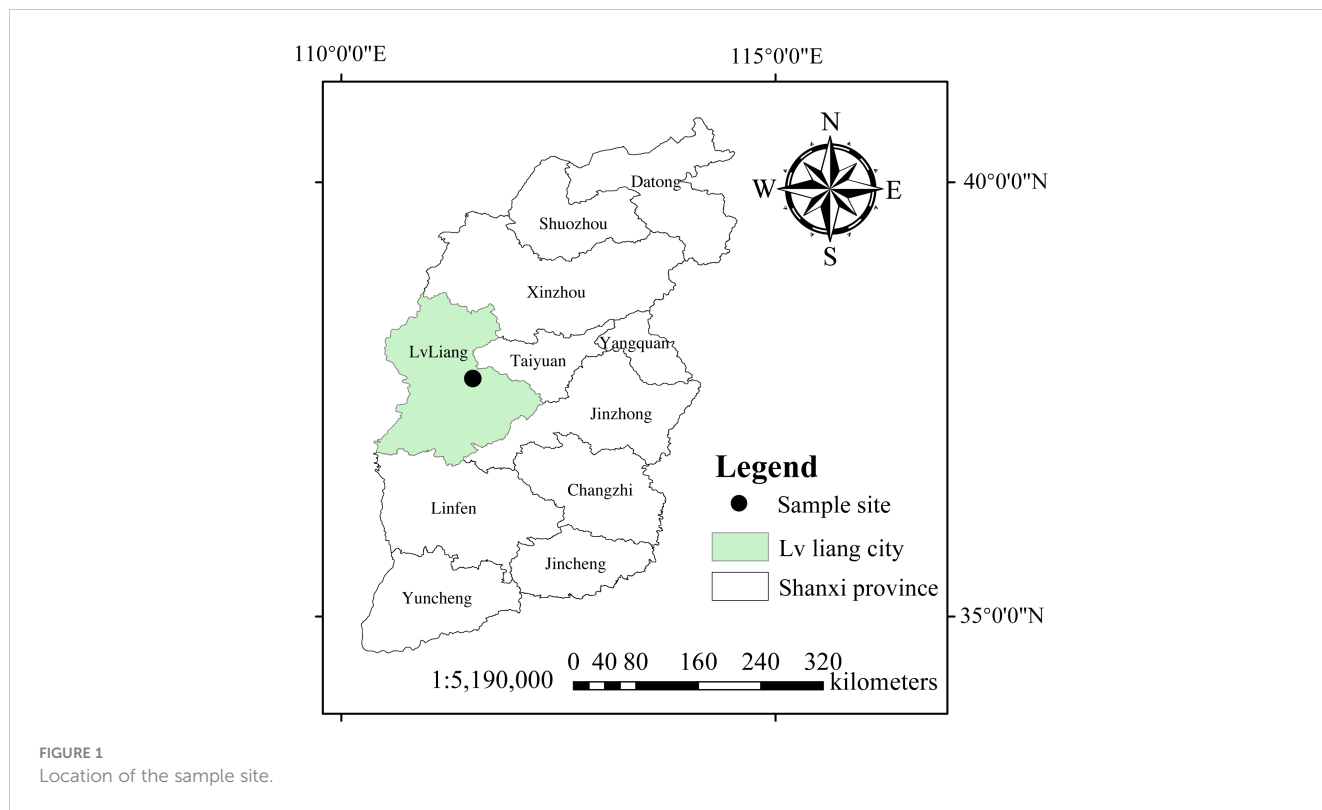 110°0'0"E
115°0'0"E
N
W
E
S
40°0'0"N
Datong
Shuozhou
Xinzhou
Yangquan
LvLiang
Taiyuan
Jinzhong
Legend
Sample site
Changzhi
Linfen
Lv liang city
Jincheng
Shanxi province
Yuncheng
35°0'0"N
0 40 80 160 240 320
1:5,190,000 kilometers
FIGURE 1
Location of the sample site.